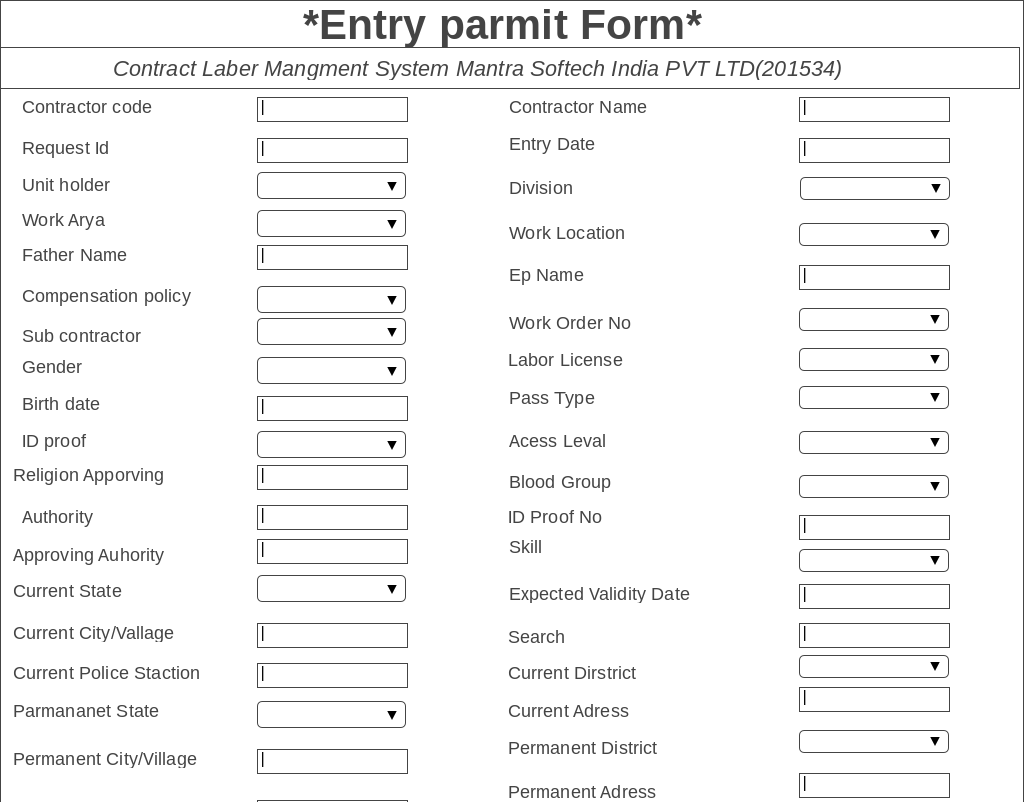 *Entry parmit Form*
Contract Laber Mangment System Mantra Softech India PVT LTD(201534)
Contractor code
Contractor Name
Request Id
Entry Date
Unit holder
Division
Work Arya
Work Location
Father Name
Ep Name
Compensation policy
Work Order No
Sub contractor
Labor License
Gender
Pass Type
Birth date
Acess Leval
ID proof
Blood Group
Religion Apporving
ID Proof No
Authority
Skill
Approving Auhority
Expected Validity Date
Current State
Search
Current City/Vallage
Current Dirstrict
Current Police Staction
Current Adress
Parmananet State
Permanent District
Permanent City/Village
Permanent Adress